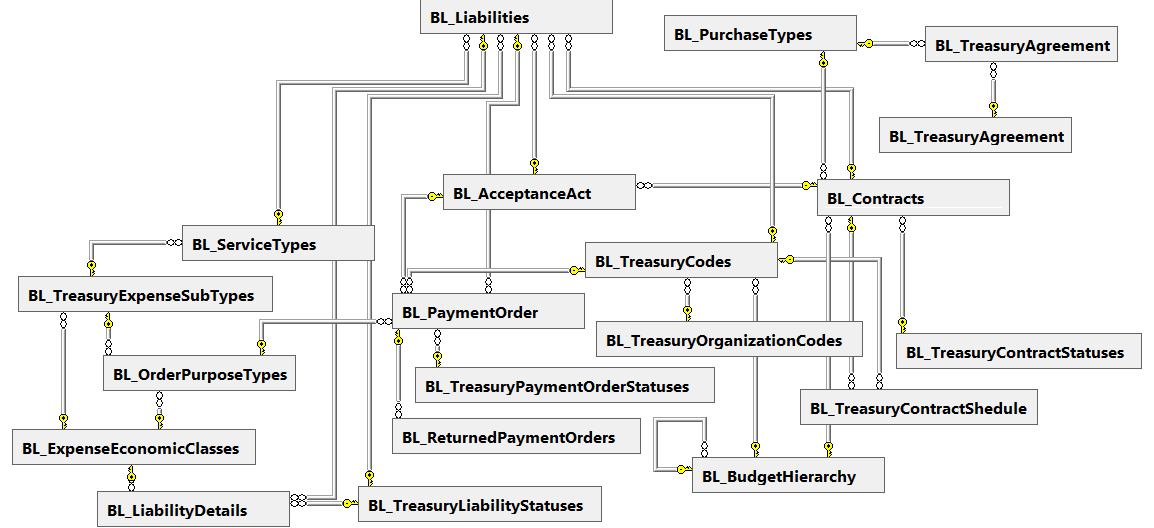 BL_Liabilities
BL_PurchaseTypes
BL_TreasuryAgreement
BL_TreasuryAgreement
BL_AcceptanceAct
BL_Contracts
BL_ServiceTypes
BL_TreasuryCodes
BL_TreasuryExpenseSubTypes
BL_PaymentOrder
BL_TreasuryOrganizationCodes
BL_TreasuryContractStatuses
BL_OrderPurposeTypes
BL_TreasuryPaymentOrderStatuses
BL_TreasuryContractShedule
BL_ReturnedPaymentOrders
BL_ExpenseEconomicClasses
BL_BudgetHierarchy
BL_LiabilityDetails
BL_TreasuryLiabilityStatuses